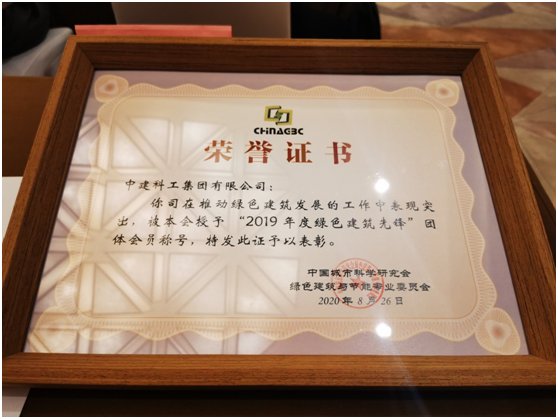 CHINAGBC
荣誉证书
中建科工集团有限公司：
你司在推动绿色建筑发展的工作中表现突
出，被本会授予“2019年度绿色建筑先锋”团
体会员称号，特发此证予以表彰。
中国城市科学研究会
绿色建筑与节能专业委员会
2020年8月26日